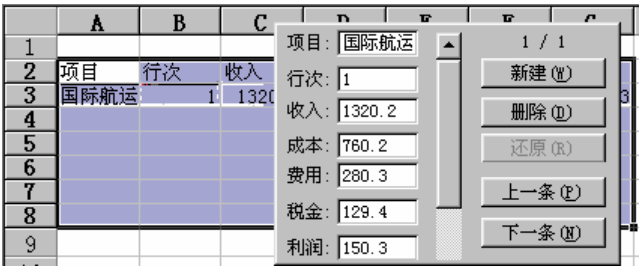 A B C D E F G
1
2 项目 行次 收入
3 国际航运 1 1320 3
4
5
6
7
8
9
项目: 国际航运
行次: 1
收入: 1320.2
成本: 760.2
费用: 280.3
税金: 129.4
利润: 150.3
1 / 1
新建(W)
删除(D)
还原(R)
上一条(P)
下一条(N)